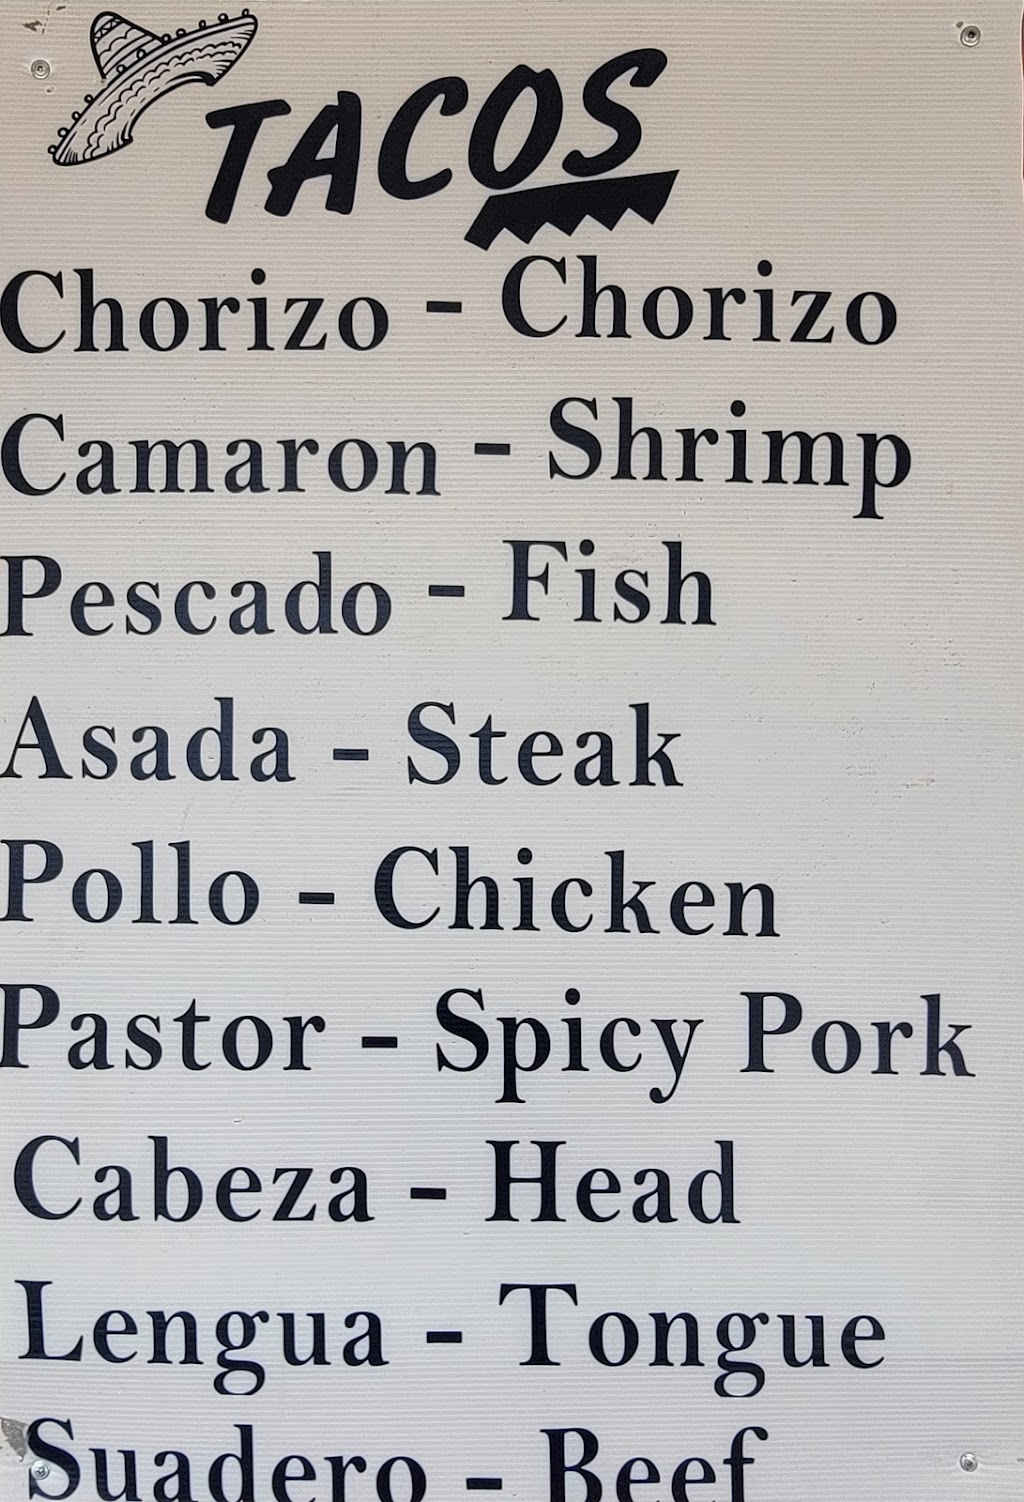 TACOS
Chorizo - Chorizo
Camaron - Shrimp
Pescado - Fish
Asada - Steak
Pollo - Chicken
Pastor - Spicy Pork
Cabeza - Head
Lengua - Tongue
Suadero - Beef